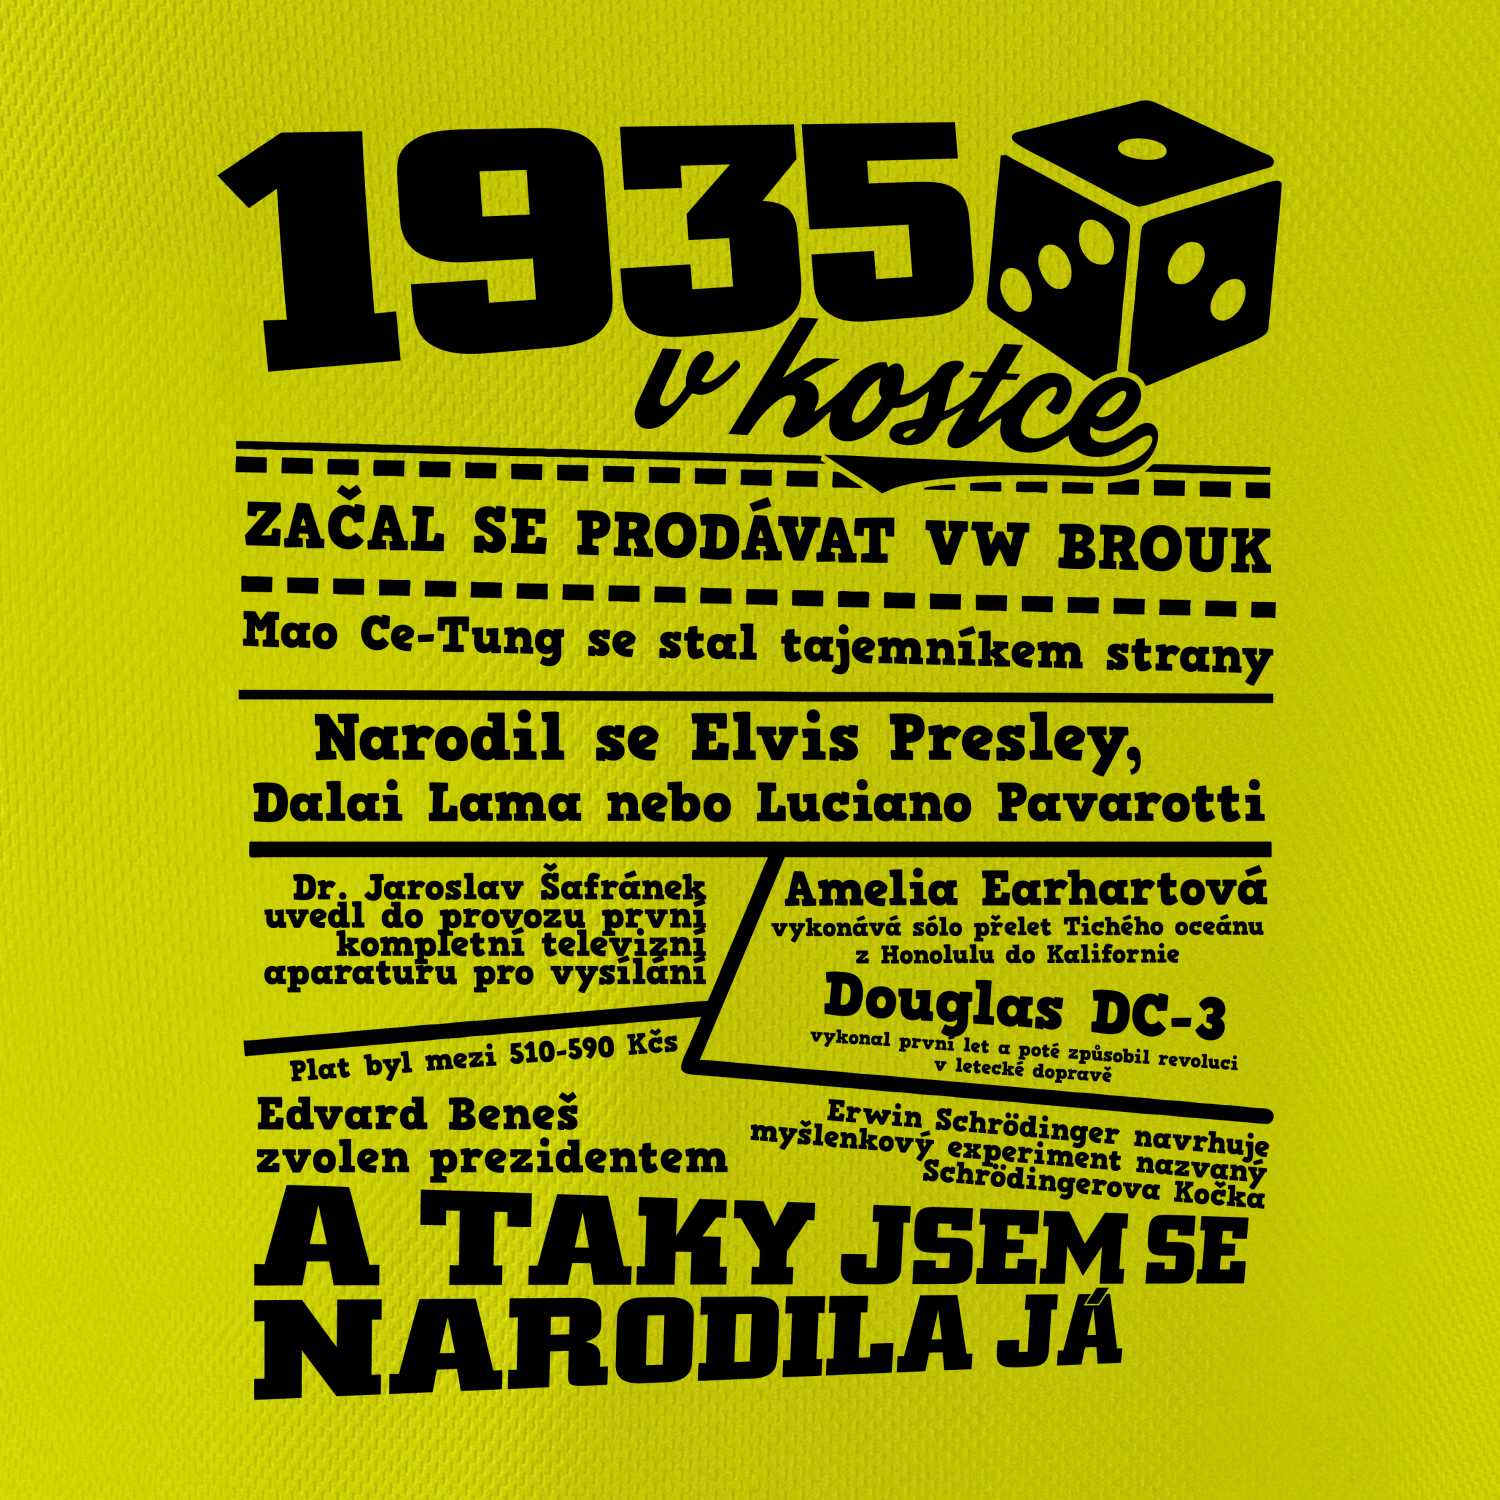 1935
v kostce
ZAČAL SE PRODÁVAT VW BROUK
Mao Ce-Tung se stal tajemníkem strany
Narodil se Elvis Presley,
Dalai Lama nebo Luciano Pavarotti
Dr. Jaroslav Šafránek
uvedl do provozu první
kompletní televizní
aparaturu pro vysílání
Plat byl mezi 510-590 Kčs
Edvard Beneš
zvolen prezidentem
Amelia Earhartová
vykonává sólo přelet Tichého oceánu
z Honolulu do Kalifornie
Douglas DC-3
vykonal první let a poté způsobil revoluci
v letecké dopravě
Erwin Schrödinger navrhuje
myšlenkový experiment nazvaný
Schrödingerova Kočka
A TAKY JSEM SE
NARODILA JÁ